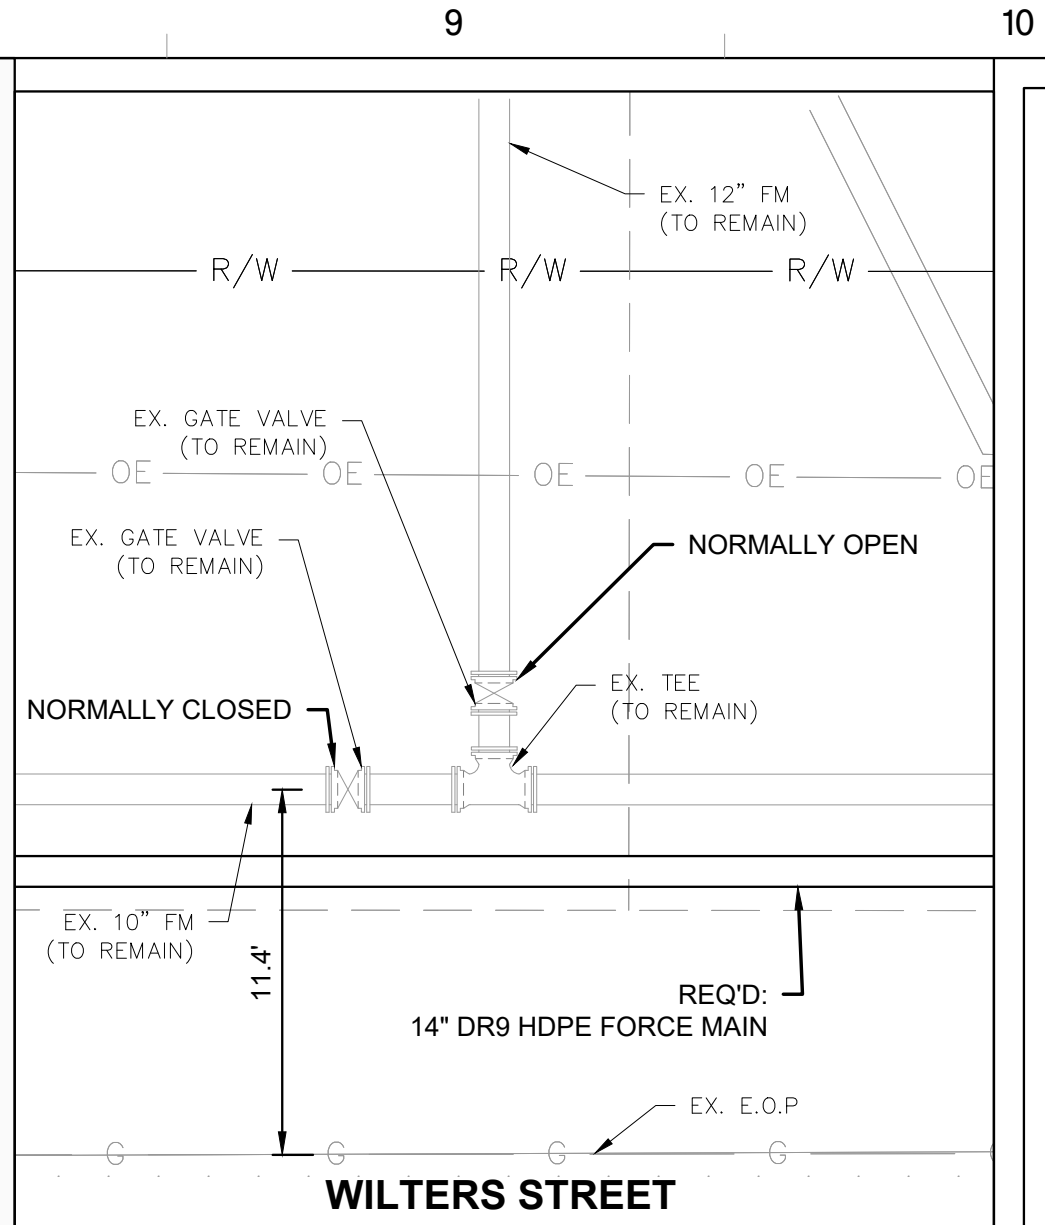 9
10
EX. 12” FM
(TO REMAIN)
R/W
R/W
R/W
EX. GATE VALVE
(TO REMAIN)
OE
OE
OE
OE
OE
EX. GATE VALVE
(TO REMAIN)
NORMALLY OPEN
EX. TEE
(TO REMAIN)
NORMALLY CLOSED
EX. 10” FM
(TO REMAIN)
11.4'
REQ'D:
14" DR9 HDPE FORCE MAIN
EX. E.O.P
G
G
G
G
WILTERS STREET